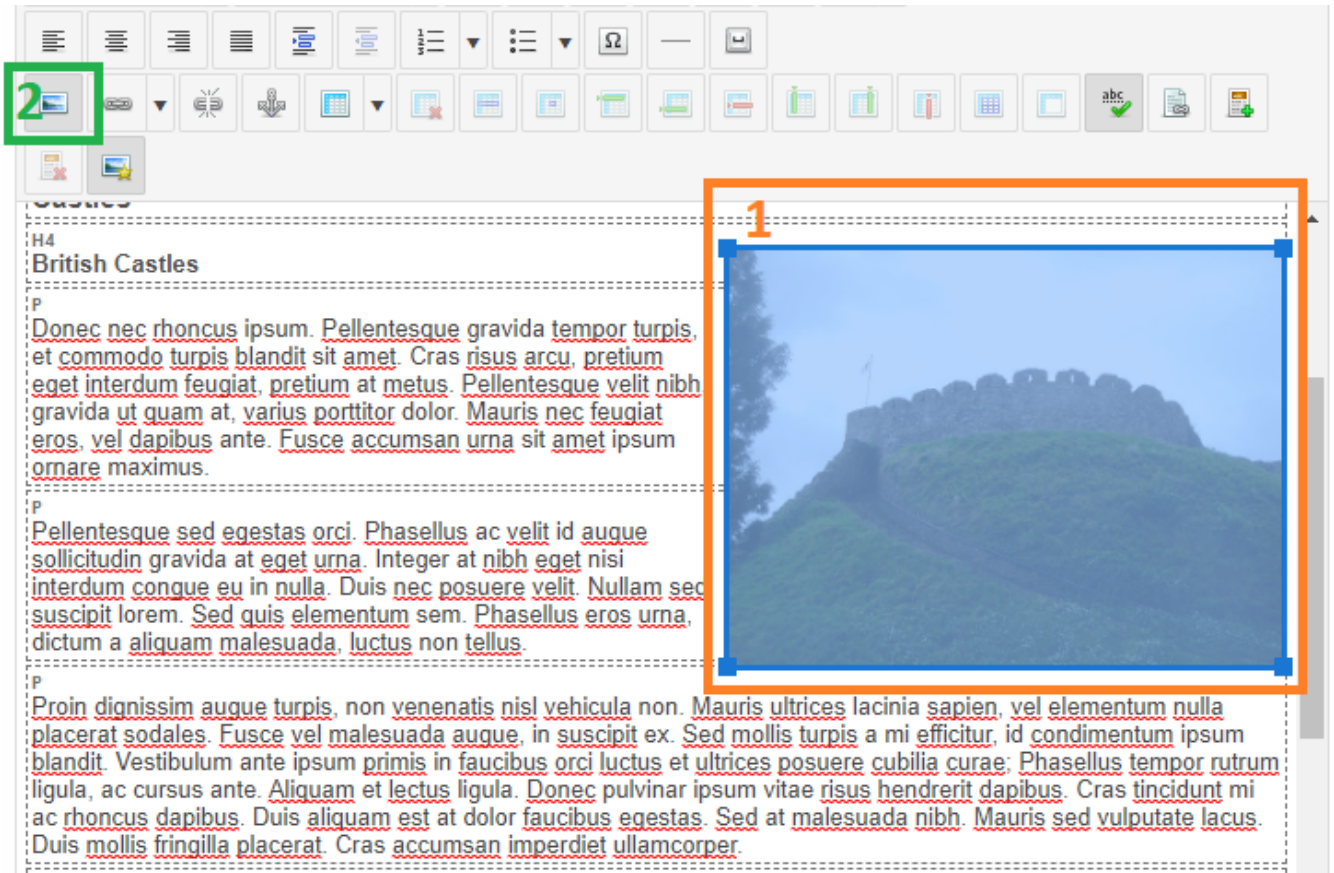 1
2
3
Ω
2
abc
Castles
1
H4
British Castles
P
Donec nec rhoncus ipsum. Pellentesque gravida tempor turpis,
et commodo turpis blandit sit amet. Cras risus arcu, pretium
eget interdum feugiat, pretium at metus. Pellentesque velit nibh,
gravida ut quam at, varius porttitor dolor. Mauris nec feugiat
eros, vel dapibus ante. Fusce accumsan urna sit amet ipsum
ornare maximus.
P
Pellentesque sed egestas orci. Phasellus ac velit id augue
sollicitudin gravida at eget urna. Integer at nibh eget nisi
interdum congue eu in nulla. Duis nec posuere velit. Nullam sed
suscipit lorem. Sed quis elementum sem. Phasellus eros urna,
dictum a aliquam malesuada, luctus non tellus.
P
Proin dignissim augue turpis, non venenatis nisl vehicula non. Mauris ultrices lacinia sapien, vel elementum nulla
placerat sodales. Fusce vel malesuada augue, in suscipit ex. Sed mollis turpis a mi efficitur, id condimentum ipsum
blandit. Vestibulum ante ipsum primis in faucibus orci luctus et ultrices posuere cubilia curae; Phasellus tempor rutrum
ligula, ac cursus ante. Aliquam et lectus ligula. Donec pulvinar ipsum vitae risus hendrerit dapibus. Cras tincidunt mi
ac rhoncus dapibus. Duis aliquam est at dolor faucibus egestas. Sed at malesuada nibh. Mauris sed vulputate lacus.
Duis mollis fringilla placerat. Cras accumsan imperdiet ullamcorper.